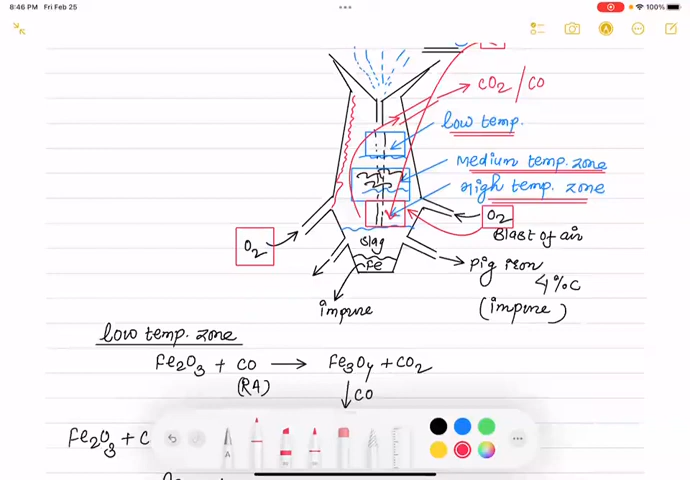 8:46 PM Fri Feb 25
100%
CO2/CO
low temp.
Medium temp. zone
High temp. zone
O2
O2
Blast of air
slag
Fe
pig iron
4%C
impure
(impure)
low temp. zone
Fe2O3 + CO → Fe3O4 + CO2
(RA)
↓CO
Fe2O3 + C
A